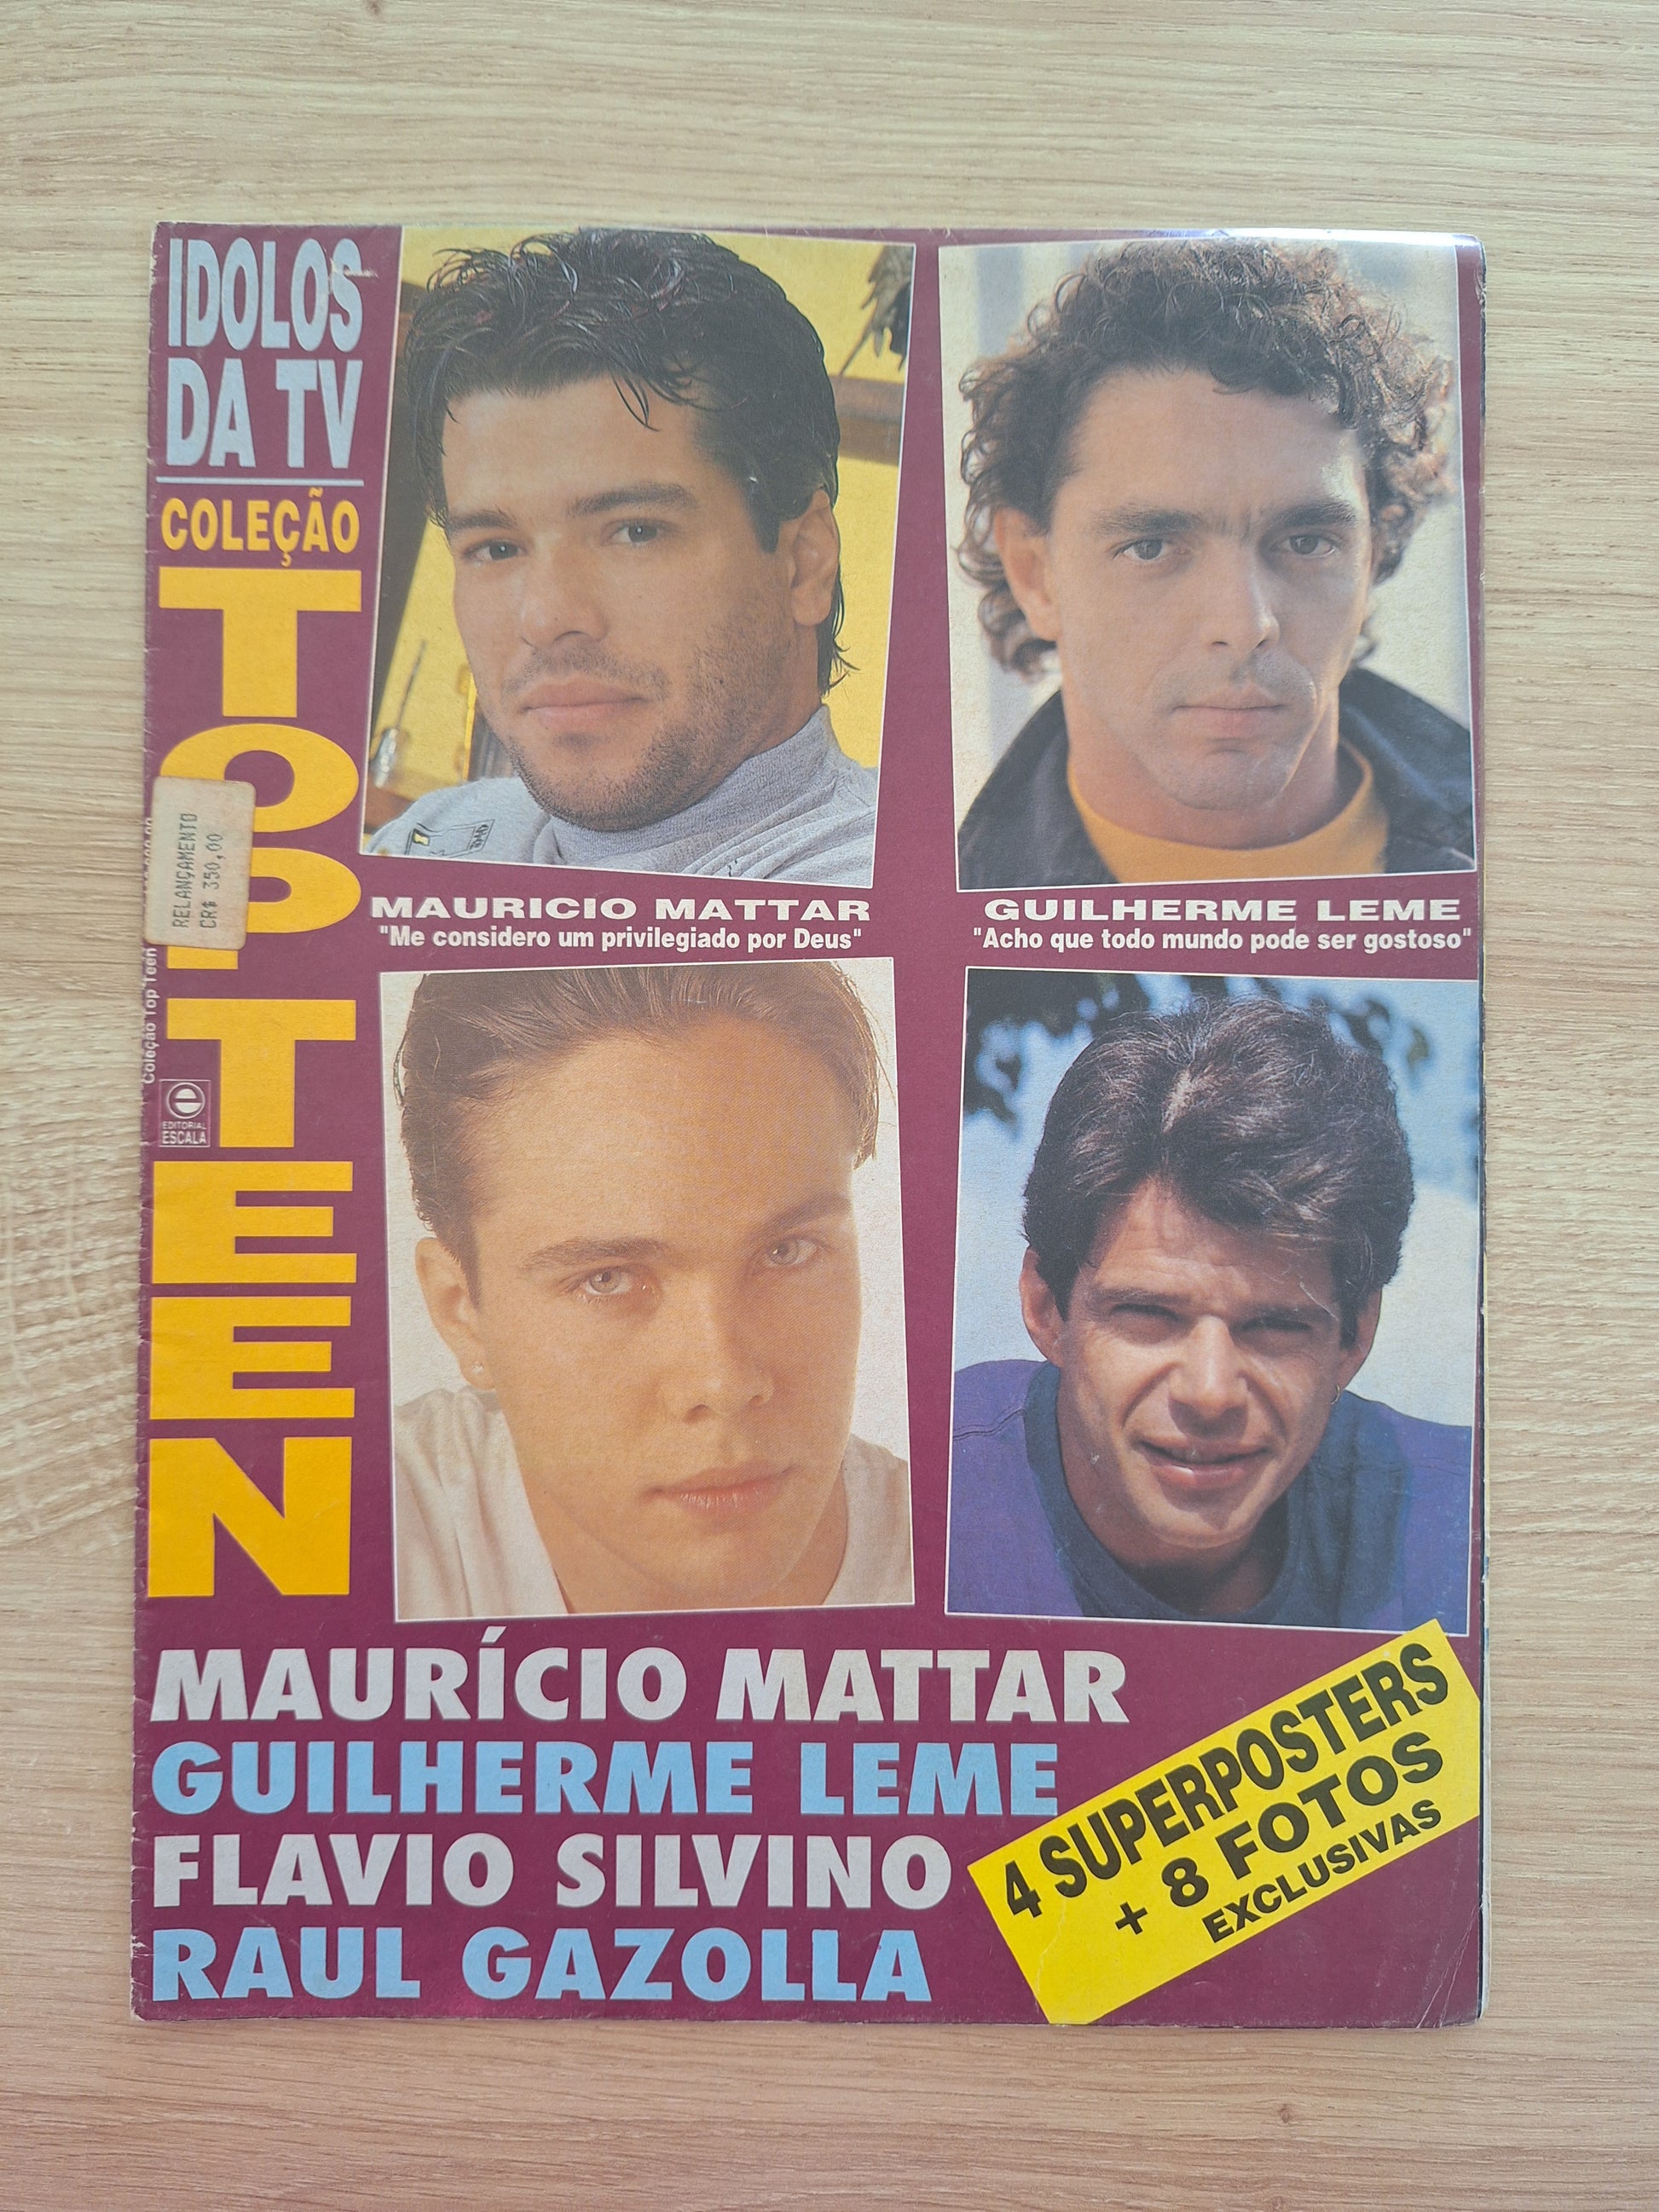 IDOLOS
DA TV
COLEÇÃO
TOP
TEEN
RELANÇAMENTO
CR$ 350,00
Coleção Top Teen
e
EDITORIAL
ESCALA
MAURICIO MATTAR
"Me considero um privilegiado por Deus"
GUILHERME LEME
"Acho que todo mundo pode ser gostoso"
MAURÍCIO MATTAR
GUILHERME LEME
FLAVIO SILVINO
RAUL GAZOLLA
4 SUPERPOSTERS
+ 8 FOTOS
EXCLUSIVAS